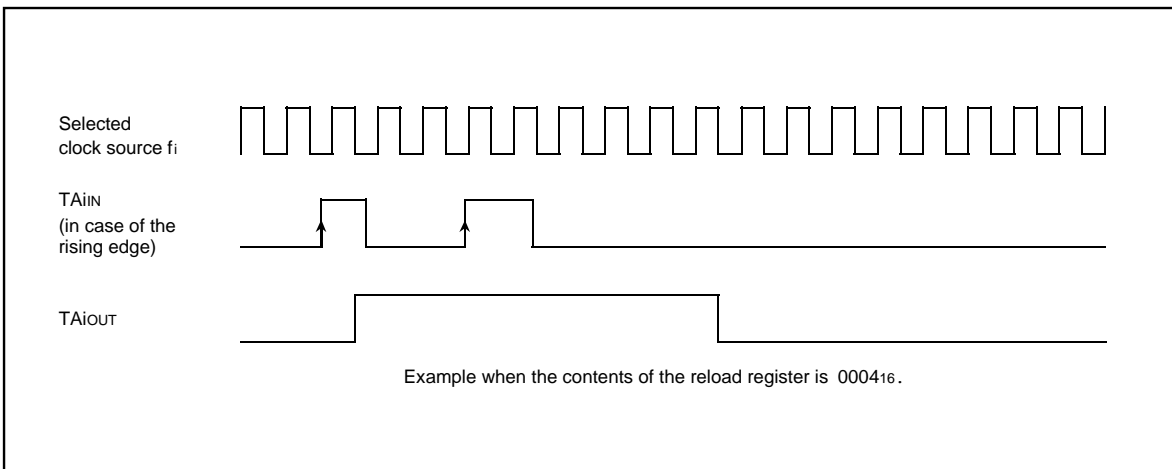 Selected
clock source fi
TAiIN
(in case of the
rising edge)
TAiOUT
Example when the contents of the reload register is 000416.